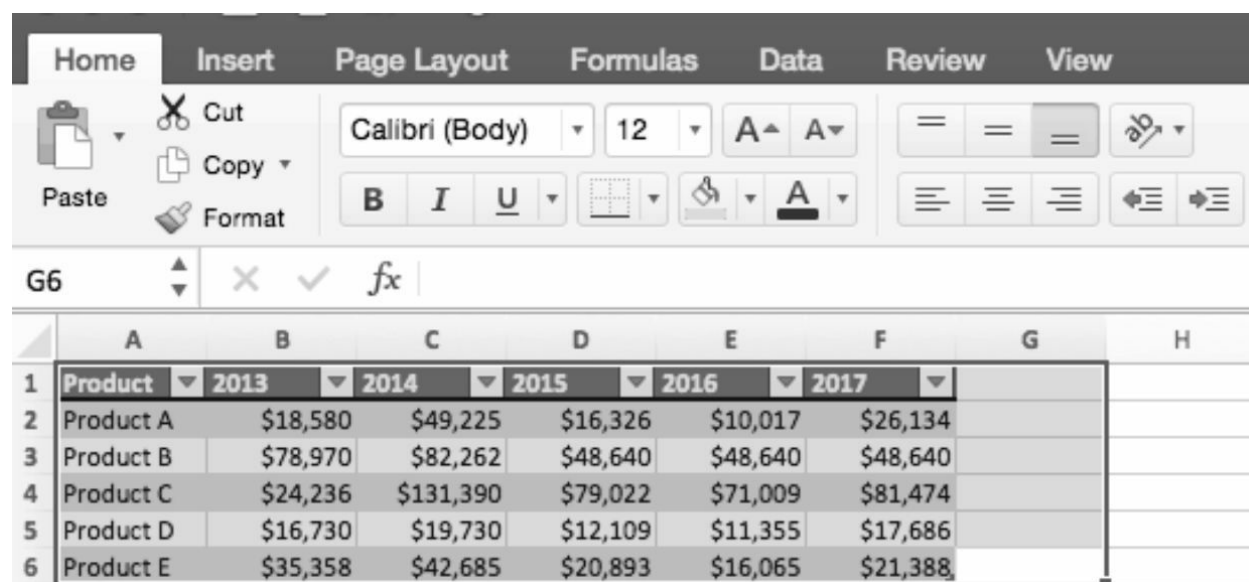 Home Insert Page Layout Formulas Data Review View
Cut
Calibri (Body) 12 A A ab
Copy
Paste
B I U A
Format
G6 fx
A B C D E F G H
1 Product 2013 2014 2015 2016 2017
2 Product A $18,580 $49,225 $16,326 $10,017 $26,134
3 Product B $78,970 $82,262 $48,640 $48,640 $48,640
4 Product C $24,236 $131,390 $79,022 $71,009 $81,474
5 Product D $16,730 $19,730 $12,109 $11,355 $17,686
6 Product E $35,358 $42,685 $20,893 $16,065 $21,388